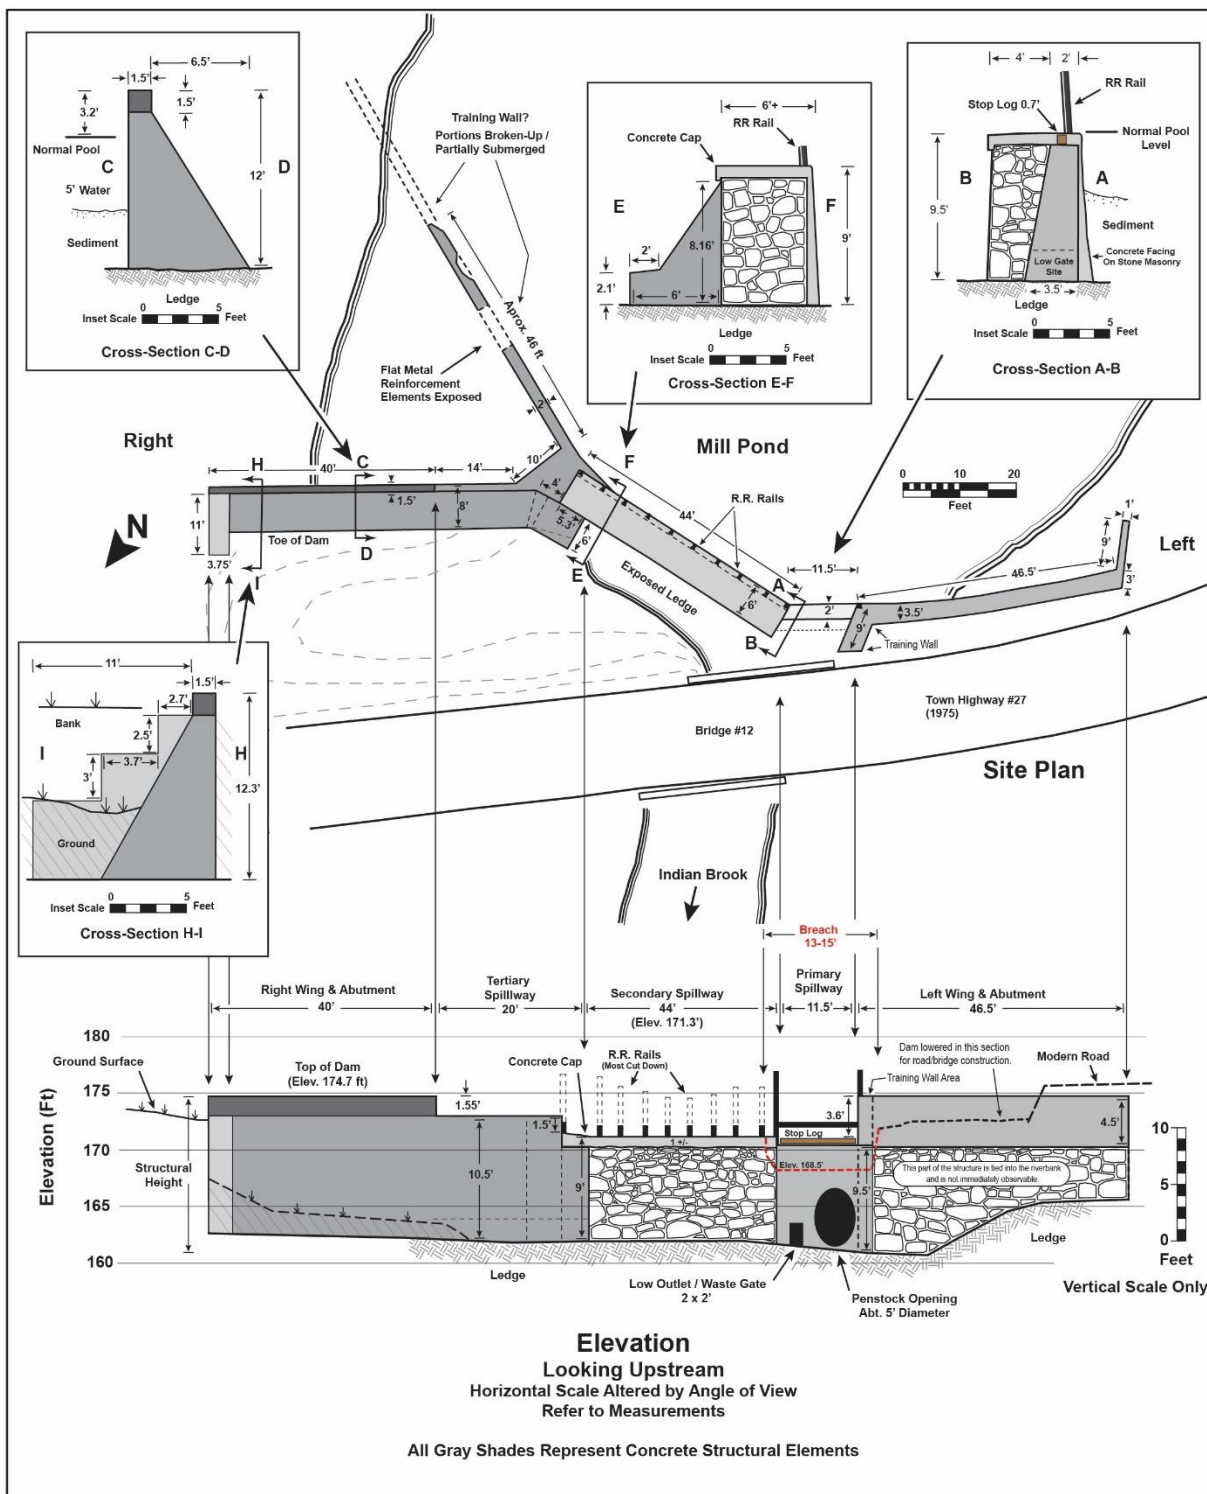 6.5'
1.5'
1.5'
3.2'
Normal Pool
C
D
12'
5' Water
Sediment
Ledge
0 5
Inset Scale Feet
Cross-Section C-D
Training Wall?
Portions Broken-Up /
Partially Submerged
Aprox. 46 ft
Flat Metal
Reinforcement
Elements Exposed
2'
6'+
RR Rail
Concrete Cap
E
F
8.16'
9'
2'
2.1'
6'
Ledge
0 5
Inset Scale Feet
Cross-Section E-F
4' 2'
RR Rail
Stop Log 0.7'
Normal Pool
Level
B
A
9.5'
Sediment
Concrete Facing
On Stone Masonry
Low Gate
Site
3.5'
Ledge
0 5
Inset Scale Feet
Cross-Section A-B
Right
Mill Pond
Left
N
40'
14'
10'
H
C
F
1.5'
8'
4'
5.3'
6'
11'
3.75'
Toe of Dam
I
D
E
44'
R.R. Rails
Exposed Ledge
A
6'
B
11.5'
2'
9'
46.5'
3.5'
9'
1'
3'
Training Wall
0 10 20
Feet
Town Highway #27
(1975)
Bridge #12
Site Plan
11'
1.5'
2.7'
Bank
2.5'
I
H
3.7'
3'
12.3'
Ground
0 5
Inset Scale Feet
Cross-Section H-I
Indian Brook
Breach
13-15'
Right Wing & Abutment
40'
Tertiary
Spilllway
20'
Secondary Spillway
44'
(Elev. 171.3')
Primary
Spillway
11.5'
Left Wing & Abutment
46.5'
180
175
170
165
160
Elevation (Ft)
Ground Surface
Top of Dam
(Elev. 174.7 ft)
1.55'
Concrete Cap
R.R. Rails
(Most Cut Down)
Dam lowered in this section
for road/bridge construction.
Modern Road
Training Wall Area
1.5'
1 +/-
3.6'
Stop Log
Elev. 168.5'
4.5'
This part of the structure is tied into the riverbank
and is not immediately observable.
Structural
Height
10.5'
9'
9.5'
Ledge
Ledge
10
5
0
Feet
Vertical Scale Only
Low Outlet / Waste Gate
2 x 2'
Penstock Opening
Abt. 5' Diameter
Elevation
Looking Upstream
Horizontal Scale Altered by Angle of View
Refer to Measurements
All Gray Shades Represent Concrete Structural Elements